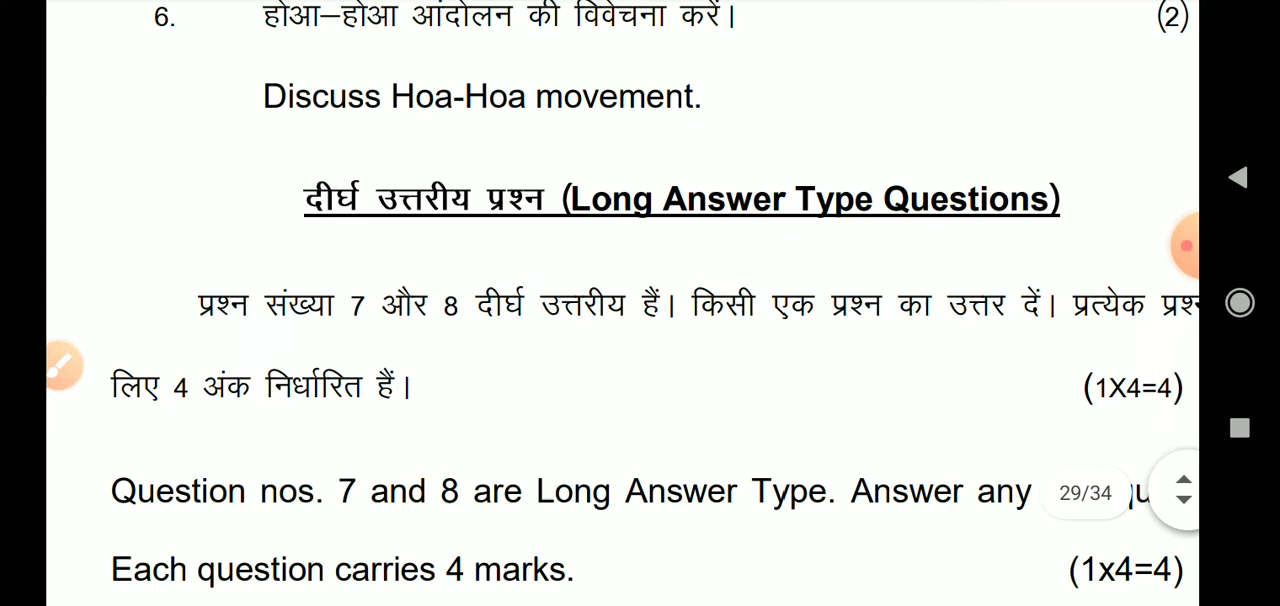 6. होआ–होआ आंदोलन की विवेचना करें। (2)
Discuss Hoa-Hoa movement.
दीर्घ उत्तरीय प्रश्न (Long Answer Type Questions)
प्रश्न संख्या 7 और 8 दीर्घ उत्तरीय हैं। किसी एक प्रश्न का उत्तर दें। प्रत्येक
लिए 4 अंक निर्धारित हैं। (1X4=4)
Question nos. 7 and 8 are Long Answer Type. Answer any
29/34
Each question carries 4 marks. (1x4=4)